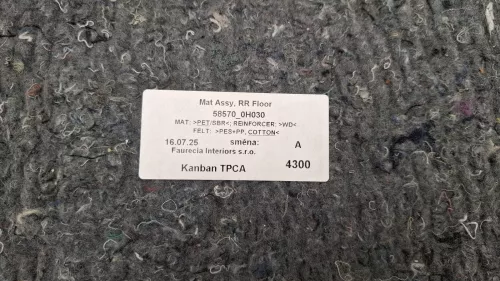 Mat Assy, RR Floor
58570_0H030
MAT: >PET/SBR<; REINFORCER: >WD<
FELT: >PES+PP, COTTON<
16.07.25 směna: A
Faurecia Interiors s.r.o.
Kanban TPCA 4300